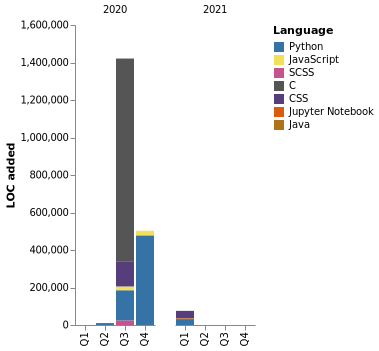 2020 2021
Language
Python
JavaScript
SCSS
C
CSS
Jupyter Notebook
Java
LOC added
1,600,000
1,400,000
1,200,000
1,000,000
800,000
600,000
400,000
200,000
0
Q1 Q2 Q3 Q4 Q1 Q2 Q3 Q4